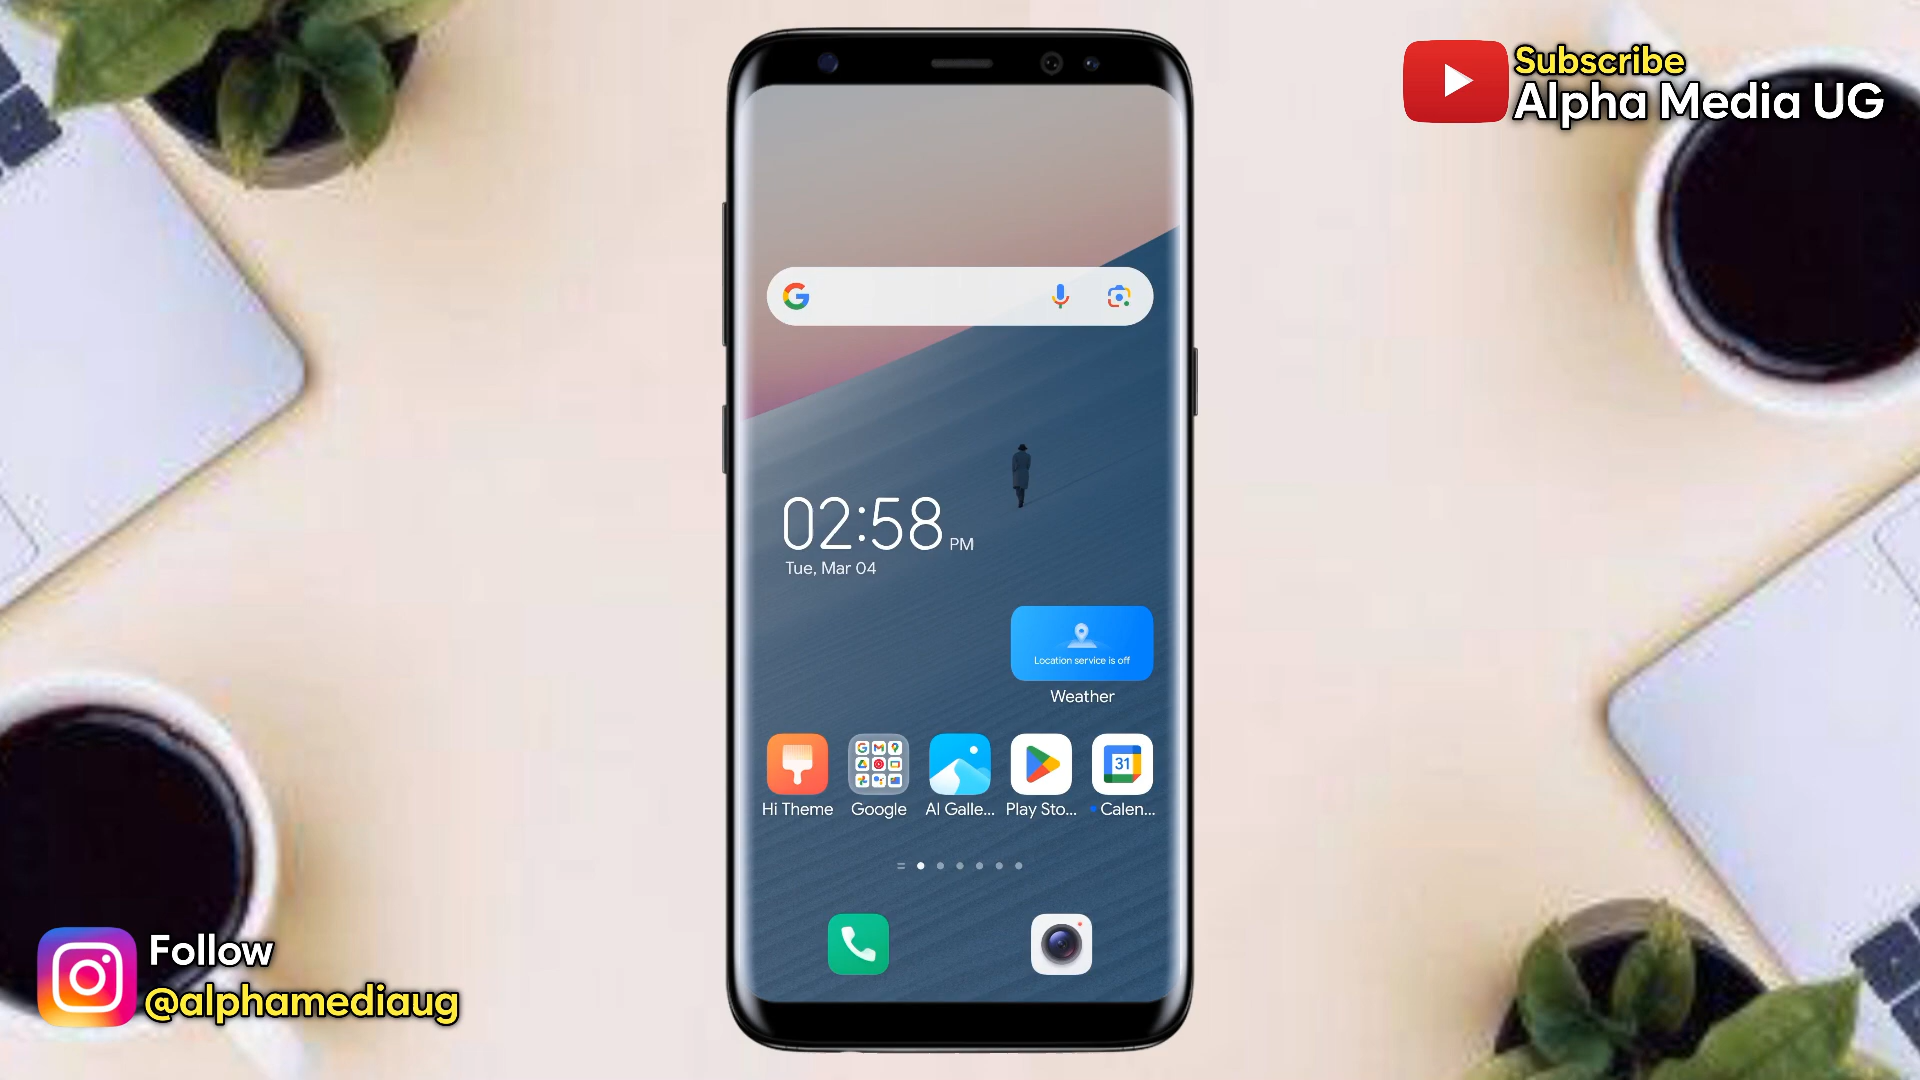 Subscribe
Alpha Media UG
02:58 PM
Tue, Mar 04
Location service is off
Weather
31
Hi Theme
Google
AI Galle...
Play Sto...
Calen...
Follow
@alphamediaug